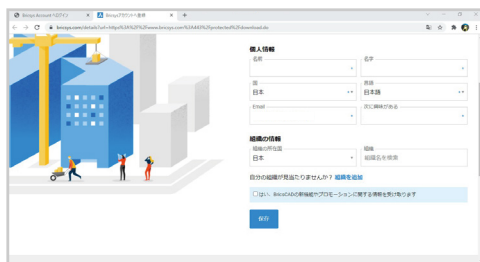 Bricsys Account へログイン
Bricsysアカウントへ登録
個人情報
名前
名字
国
言語
日本
日本語
Email
次に興味がある
組織の情報
組織の所在国
組織
日本
組織名を検索
自分の組織が見当たりませんか？ 組織を追加
はい、BricsCADの新機能やプロモーションに関する情報を受け取ります
保存